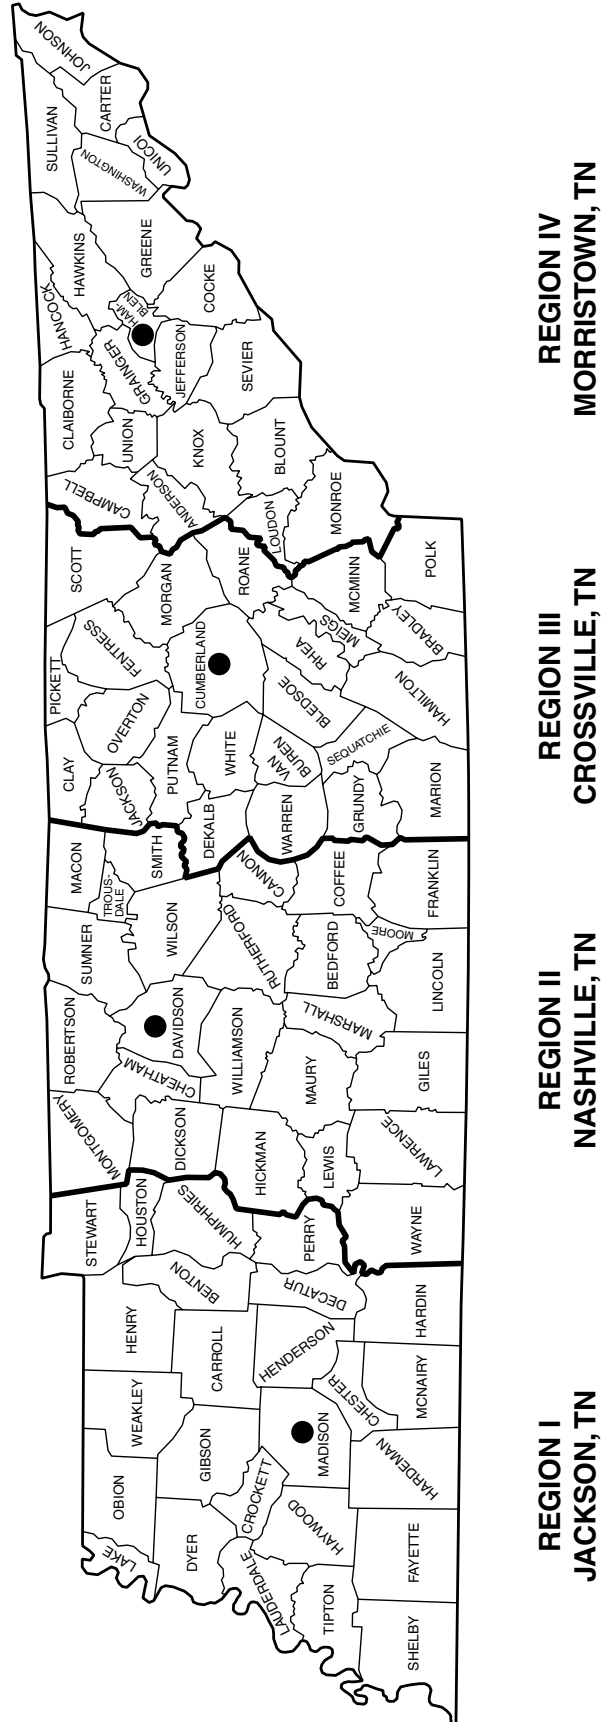 JOHNSON
SULLIVAN
CARTER
UNICOI
WASHINGTON
HAWKINS
GREENE
HANCOCK
HAM-
BLEN
COCKE
GRAINGER
JEFFERSON
SEVIER
CLAIBORNE
UNION
KNOX
BLOUNT
CAMPBELL
ANDERSON
LOUDON
MONROE
SCOTT
MORGAN
ROANE
MCMINN
POLK
FENTRESS
CUMBERLAND
RHEA
MEIGS
BRADLEY
PICKETT
OVERTON
BLEDSOE
HAMILTON
CLAY
JACKSON
PUTNAM
WHITE
VAN
BUREN
SEQUATCHIE
DEKALB
WARREN
GRUNDY
MARION
MACON
TROUS-
DALE
SMITH
CANNON
COFFEE
FRANKLIN
SUMNER
WILSON
RUTHERFORD
BEDFORD
MOORE
LINCOLN
ROBERTSON
DAVIDSON
WILLIAMSON
MARSHALL
CHEATHAM
MAURY
GILES
MONTGOMERY
DICKSON
HICKMAN
LEWIS
LAWRENCE
STEWART
HOUSTON
HUMPHRIES
PERRY
WAYNE
BENTON
DECATUR
HENRY
CARROLL
HENDERSON
HARDIN
WEAKLEY
GIBSON
MADISON
CHESTER
MCNAIRY
OBION
CROCKETT
HAYWOOD
HARDEMAN
LAKE
DYER
LAUDERDALE
TIPTON
FAYETTE
SHELBY
REGION I
JACKSON, TN
REGION II
NASHVILLE, TN
REGION III
CROSSVILLE, TN
REGION IV
MORRISTOWN, TN